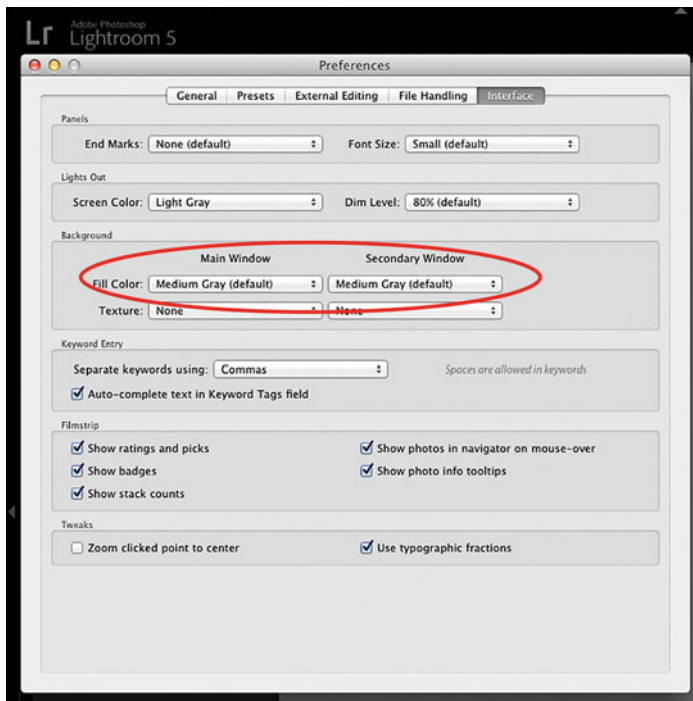 Lr Adobe Photoshop
Lightroom 5
Preferences
General Presets External Editing File Handling Interface
Panels
End Marks: None (default) Font Size: Small (default)
Lights Out
Screen Color: Light Gray Dim Level: 80% (default)
Background
Main Window Secondary Window
Fill Color: Medium Gray (default) Medium Gray (default)
Texture: None None
Keyword Entry
Separate keywords using: Commas Spaces are allowed in keywords
Auto-complete text in Keyword Tags field
Filmstrip
Show ratings and picks Show photos in navigator on mouse-over
Show badges Show photo info tooltips
Show stack counts
Tweaks
Zoom clicked point to center Use typographic fractions